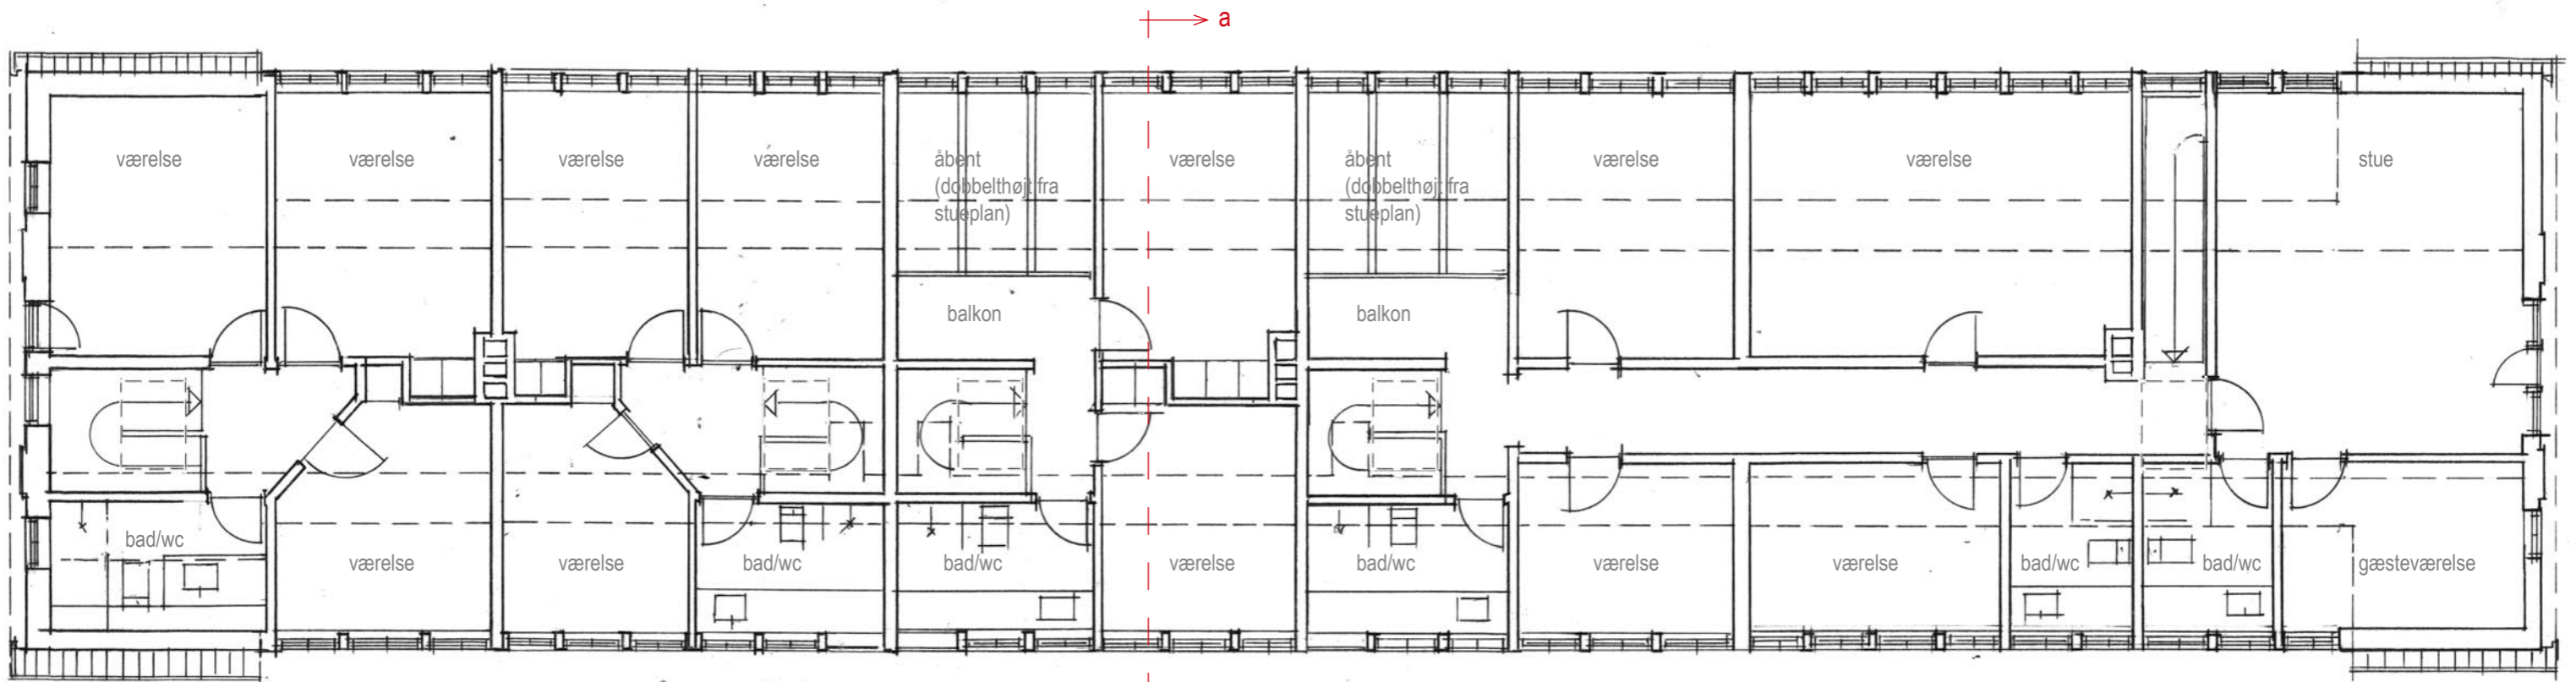 a
værelse
værelse
værelse
værelse
åbent
(dobbelthøjt fra
stueplan)
værelse
åbent
(dobbelthøjt fra
stueplan)
værelse
værelse
stue
balkon
balkon
bad/wc
værelse
værelse
bad/wc
bad/wc
værelse
bad/wc
værelse
værelse
bad/wc
bad/wc
gæsteværelse